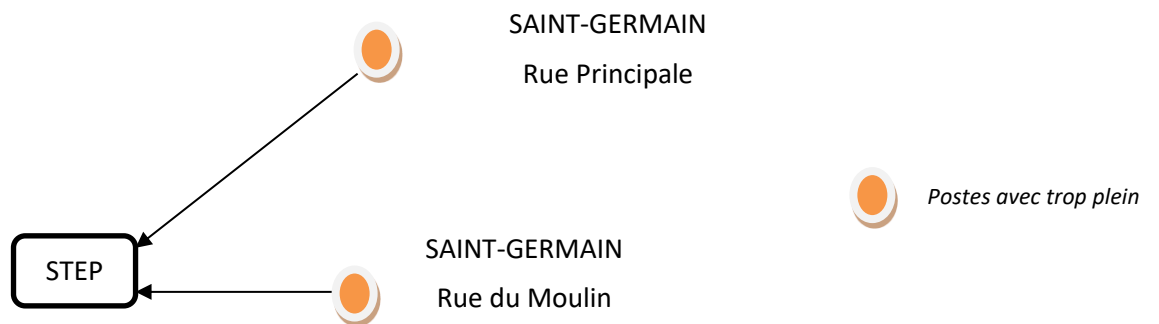 SAINT-GERMAIN
Rue Principale
Postes avec trop plein
SAINT-GERMAIN
STEP
Rue du Moulin